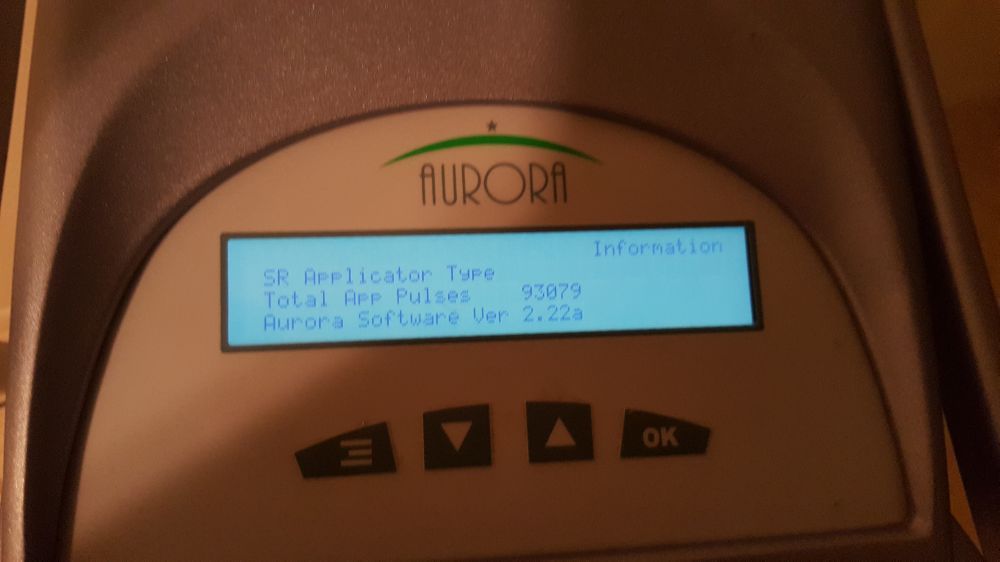 AURORA
Information
SR Applicator Type
Total App Pulses 93079
Aurora Software Ver 2.22a
OK